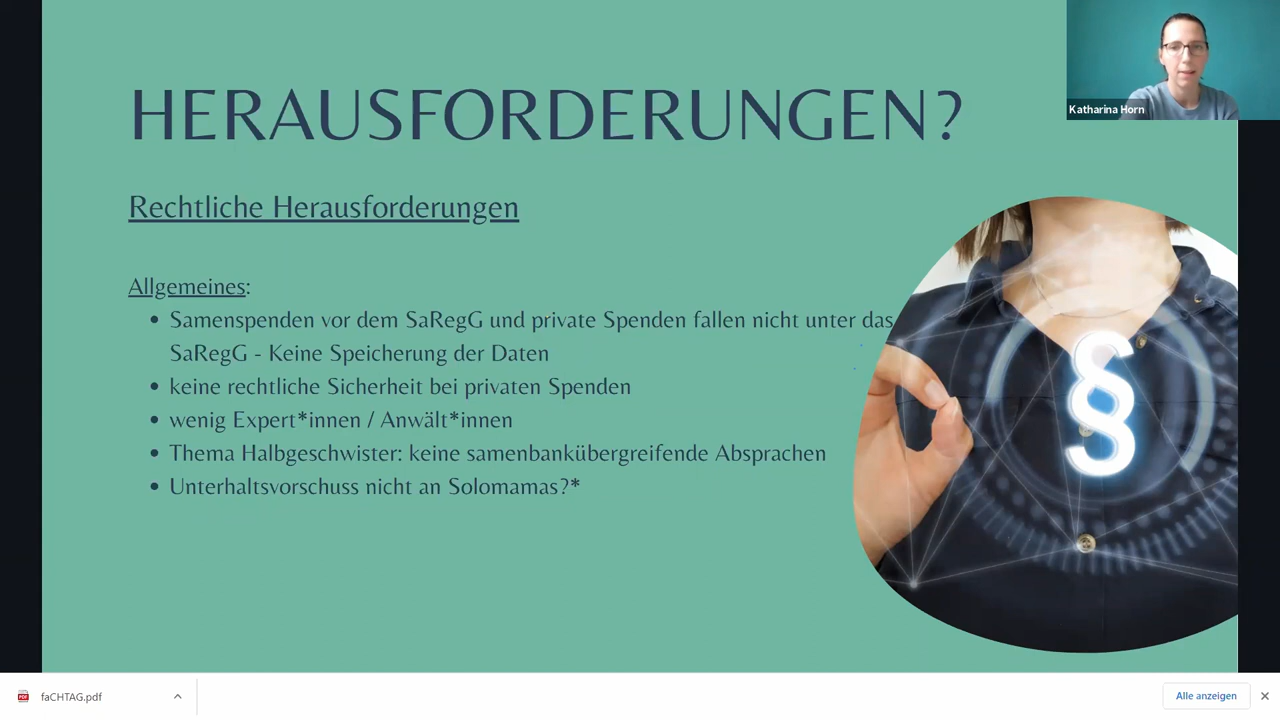 HERAUSFORDERUNGEN?
Katharina Horn
Rechtliche Herausforderungen
Allgemeines:
• Samenspenden vor dem SaRegG und private Spenden fallen nicht unter das
SaRegG - Keine Speicherung der Daten
• keine rechtliche Sicherheit bei privaten Spenden
• wenig Expert*innen / Anwält*innen
• Thema Halbgeschwister: keine samenbankübergreifende Absprachen
• Unterhaltsvorschuss nicht an Solomamas?*
§
PDF
faCHTAG.pdf
Alle anzeigen